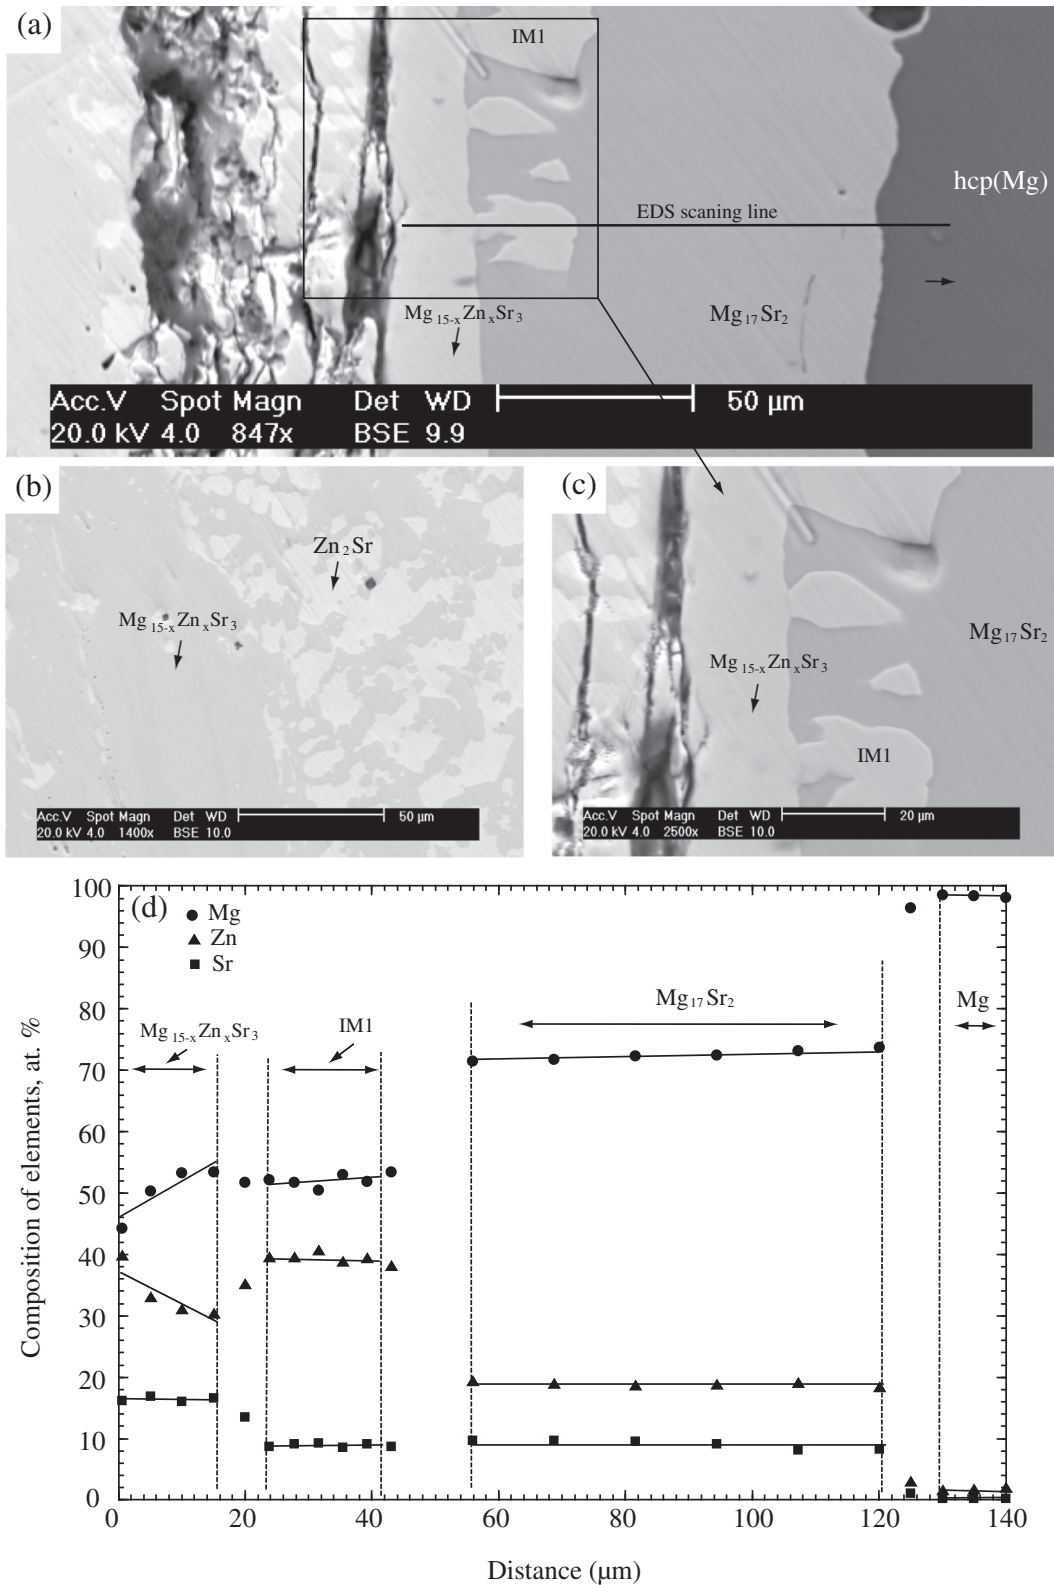 (a)
IM1
hcp(Mg)
EDS scaning line
Mg15-xZnxSr3
Mg17Sr2
Acc.V Spot Magn Det WD 50 µm
20.0 kV 4.0 847x BSE 9.9
(b)
Zn2Sr
Mg15-xZnxSr3
Acc.V Spot Magn Det WD 50 µm
20.0 kV 4.0 1400x BSE 10.0
(c)
Mg17Sr2
Mg15-xZnxSr3
IM1
Acc.V Spot Magn Det WD 20 µm
20.0 kV 4.0 2500x BSE 10.0
(d)
Mg
Zn
Sr
Mg15-xZnxSr3
IM1
Mg17Sr2
Mg
Composition of elements, at. %
100
90
80
70
60
50
40
30
20
10
0
0 20 40 60 80 100 120 140
Distance (µm)